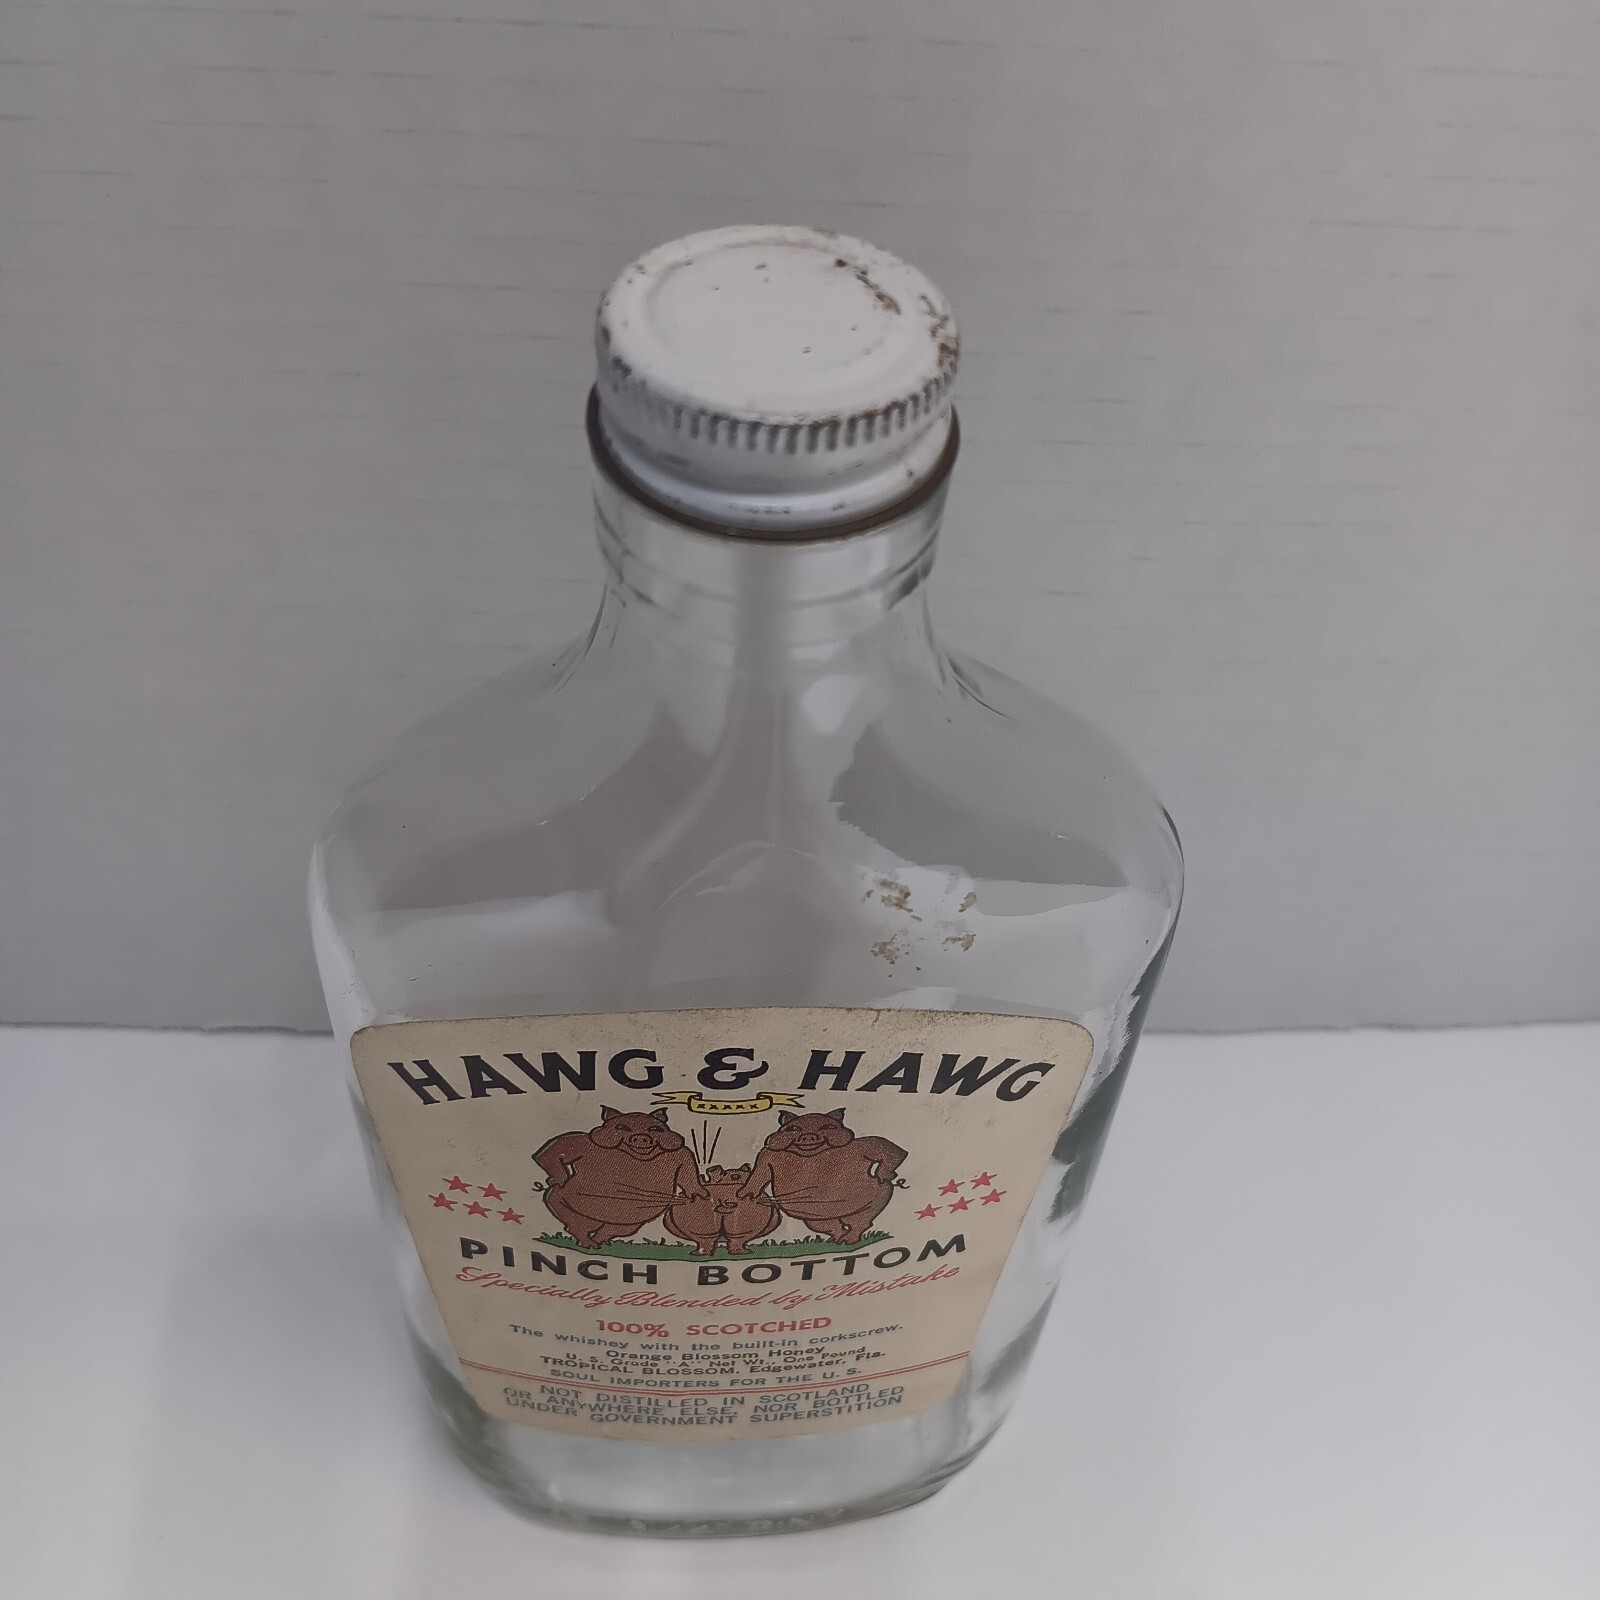 HAWG & HAWG
XXXXX
PINCH BOTTOM
Specially Blended by Mistake
100% SCOTCHED
The whishey with the built-in corkscrew.
Orange Blossom Honey
U. S. Grade "A" Net Wt., One Pound
TROPICAL BLOSSOM, Edgewater, Fla.
SOUL IMPORTERS FOR THE U. S.
NOT DISTILLED IN SCOTLAND
OR ANYWHERE ELSE, NOR BOTTLED
UNDER GOVERNMENT SUPERSTITION